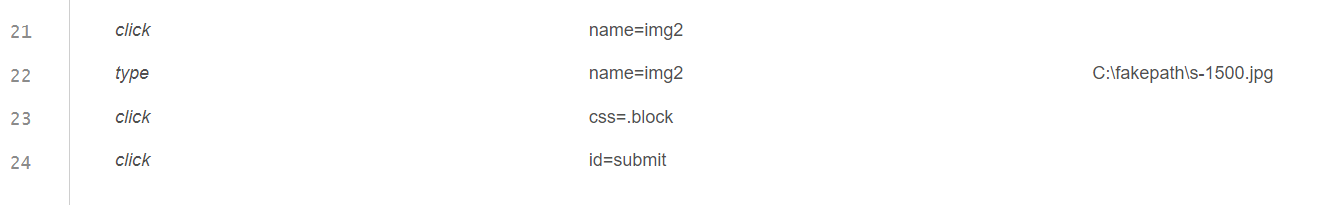 21 click name=img2
22 type name=img2 C:\fakepath\s-1500.jpg
23 click css=.block
24 click id=submit